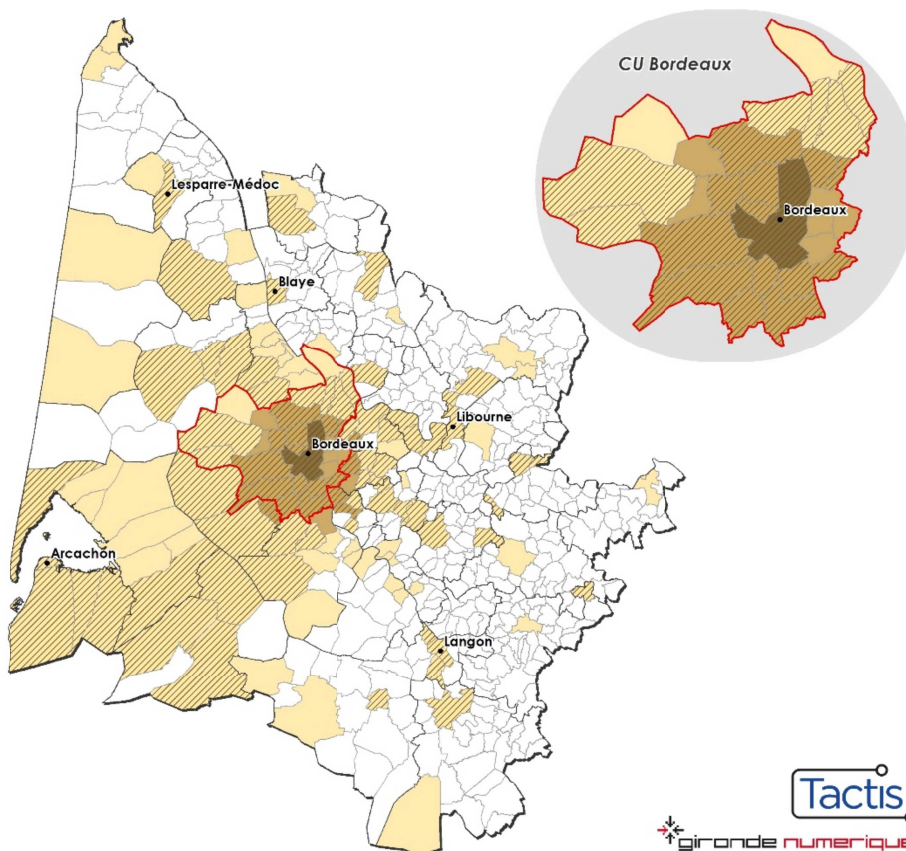 CU Bordeaux
Bordeaux
Lesparre-Médoc
Blaye
Libourne
Bordeaux
Arcachon
Langon
Tactis
gironde numerique